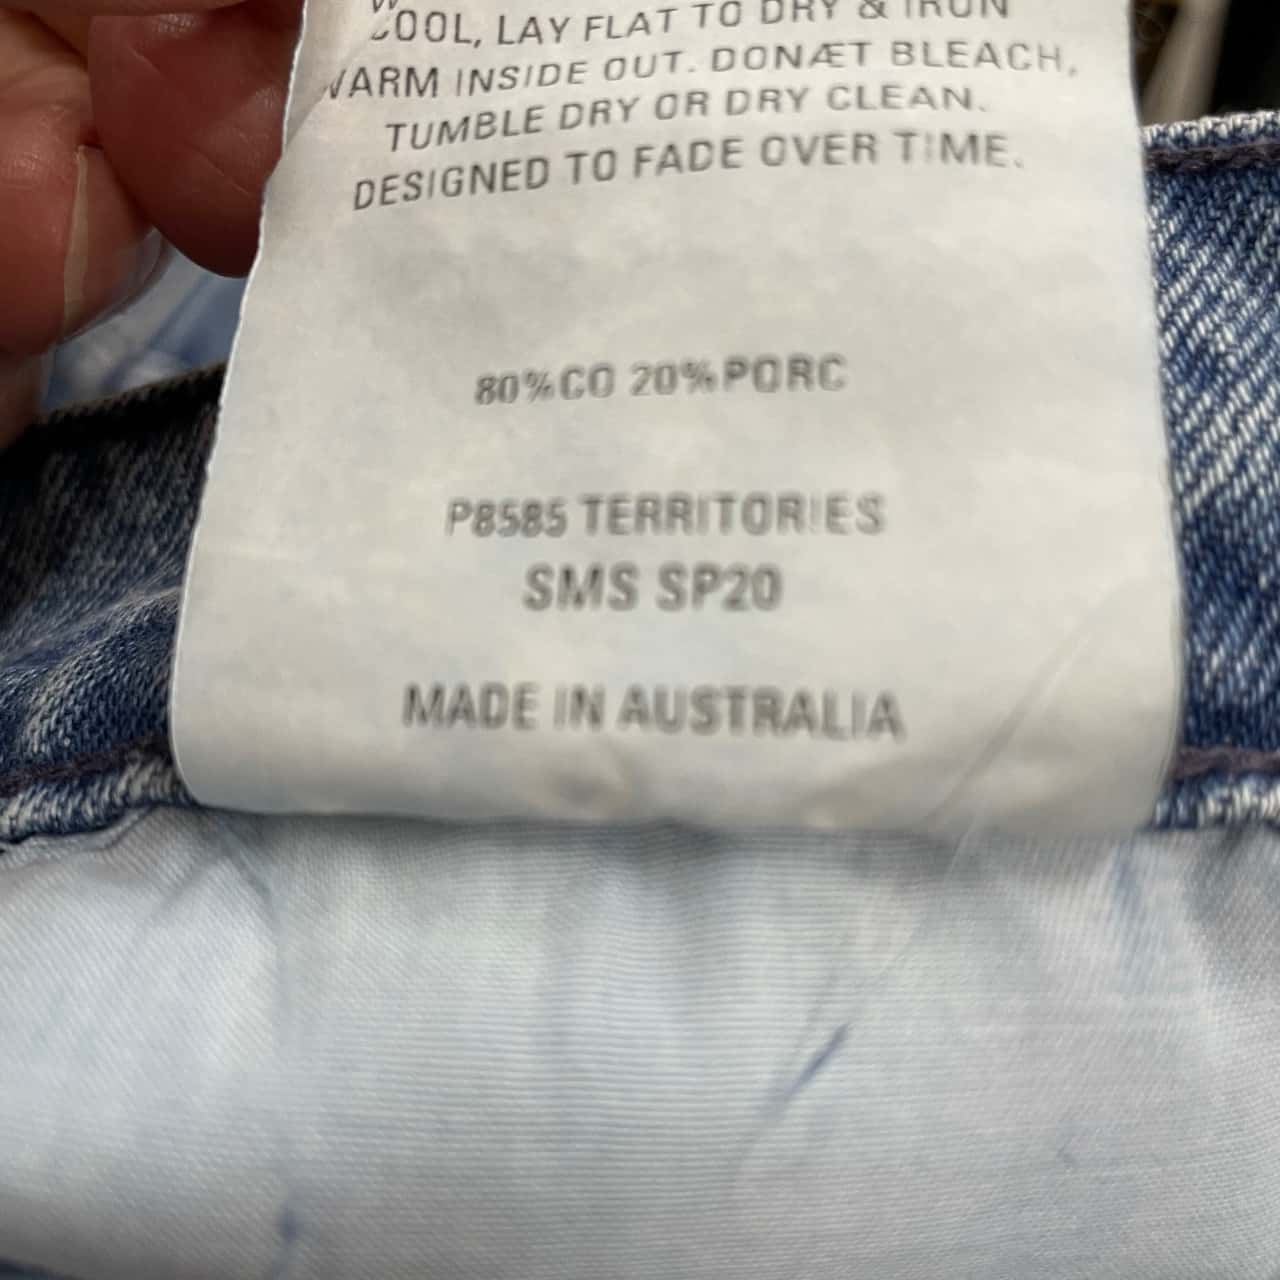 COOL, LAY FLAT TO DRY & IRON
WARM INSIDE OUT. DONÆT BLEACH,
TUMBLE DRY OR DRY CLEAN.
DESIGNED TO FADE OVER TIME.
80%CO 20%PORC
P8585 TERRITORIES
SMS SP20
MADE IN AUSTRALIA